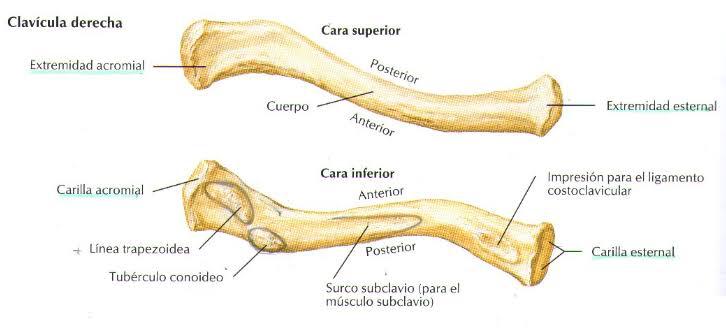 Clavícula derecha
Cara superior
Extremidad acromial
Posterior
Cuerpo
Anterior
Extremidad esternal
Cara inferior
Impresión para el ligamento
costoclavicular
Carilla acromial
Anterior
Línea trapezoidea
Posterior
Carilla esternal
Tubérculo conoideo
Surco subclavio (para el
músculo subclavio)